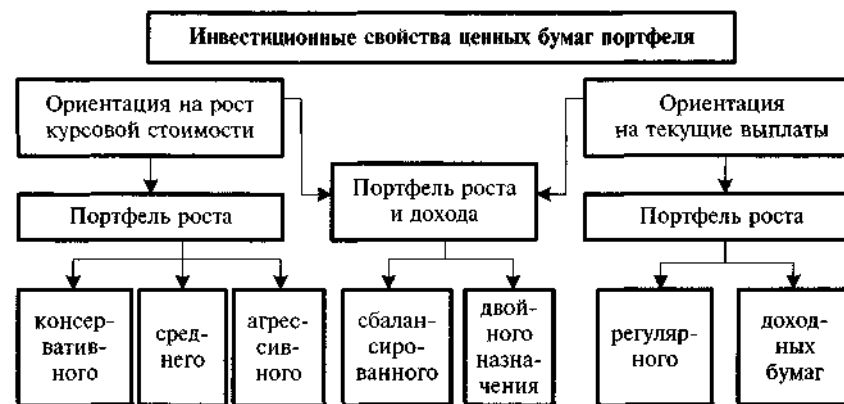 Инвестиционные свойства ценных бумаг портфеля
Ориентация на рост
курсовой стоимости
Ориентация
на текущие выплаты
Портфель роста
и дохода
Портфель роста
Портфель роста
консер-
ватив-
ного
сред-
него
агрес-
сив-
ного
сбалан-
сиро-
ванного
двой-
ного
назна-
чения
регуляр-
ного
доход-
ных
бумаг